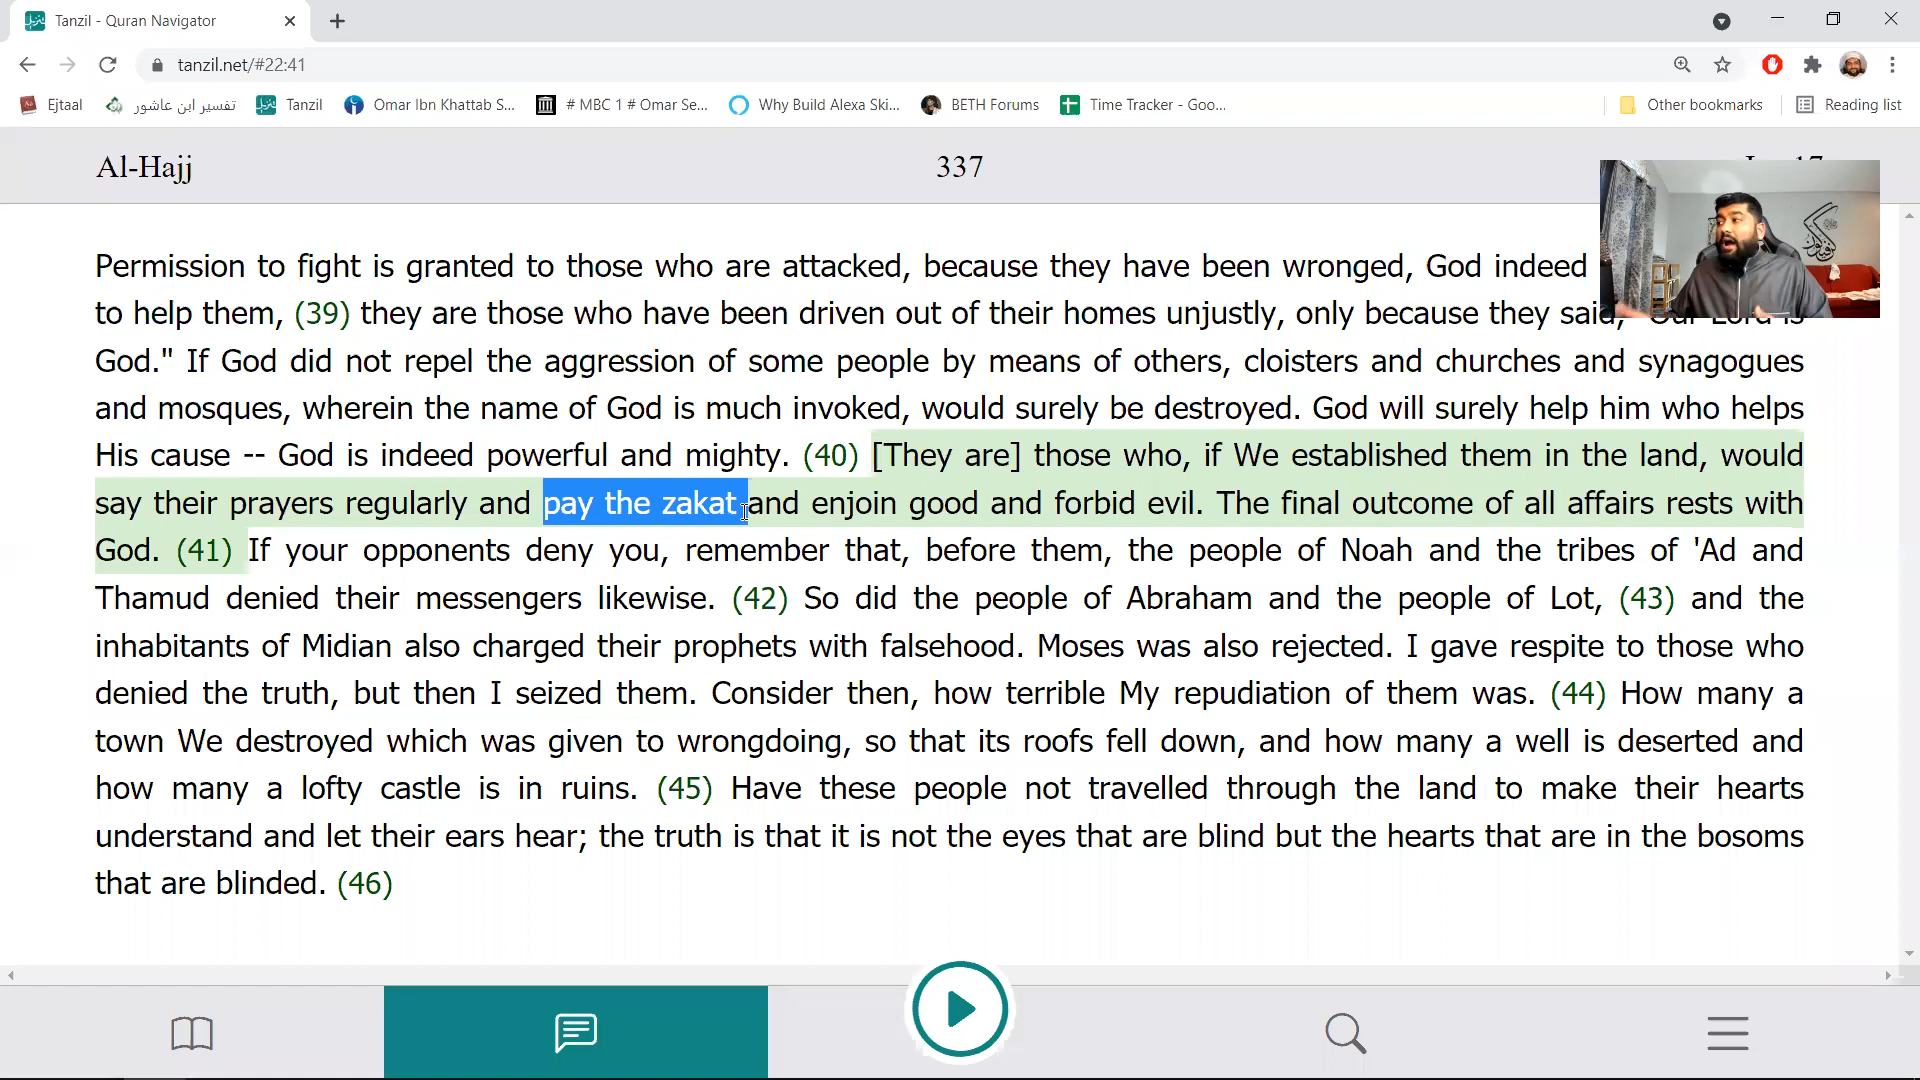 Tanzil - Quran Navigator
tanzil.net/#22:41
Ejtaal تفسير ابن عاشور Tanzil Omar Ibn Khattab S... # MBC 1 # Omar Se... Why Build Alexa Ski... BETH Forums Time Tracker - Goo... Other bookmarks Reading list
Al-Hajj 337
Permission to fight is granted to those who are attacked, because they have been wronged, God indeed
to help them, (39) they are those who have been driven out of their homes unjustly, only because they said, "Our Lord is
God." If God did not repel the aggression of some people by means of others, cloisters and churches and synagogues
and mosques, wherein the name of God is much invoked, would surely be destroyed. God will surely help him who helps
His cause -- God is indeed powerful and mighty. (40) [They are] those who, if We established them in the land, would
say their prayers regularly and pay the zakat and enjoin good and forbid evil. The final outcome of all affairs rests with
God. (41) If your opponents deny you, remember that, before them, the people of Noah and the tribes of 'Ad and
Thamud denied their messengers likewise. (42) So did the people of Abraham and the people of Lot, (43) and the
inhabitants of Midian also charged their prophets with falsehood. Moses was also rejected. I gave respite to those who
denied the truth, but then I seized them. Consider then, how terrible My repudiation of them was. (44) How many a
town We destroyed which was given to wrongdoing, so that its roofs fell down, and how many a well is deserted and
how many a lofty castle is in ruins. (45) Have these people not travelled through the land to make their hearts
understand and let their ears hear; the truth is that it is not the eyes that are blind but the hearts that are in the bosoms
that are blinded. (46)